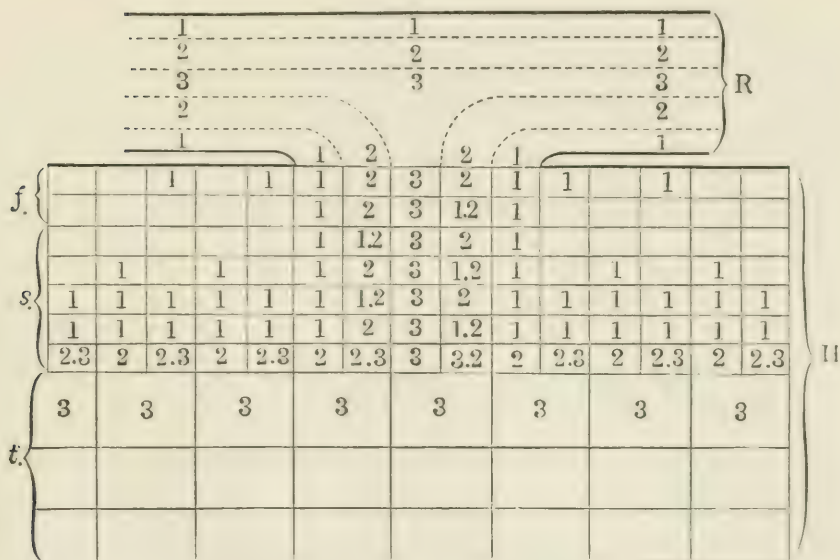 1 1 1
2 2 2
3 3 3 R
2 2
1 1 2 2 1 1
f. 1 1 1 2 3 2 1 1 1
1 2 3 1.2 1
1 1.2 3 2 1
s. 1 1 1 2 3 1.2 1 1 1
1 1 1 1 1 1 1.2 3 2 1 1 1 1 1 1
1 1 1 1 1 1 2 3 1.2 1 1 1 1 1 1
2.3 2 2.3 2 2.3 2 2.3 3 3.2 2 2.3 2 2.3 2 2.3 H
3 3 3 3 3 3 3 3
t.